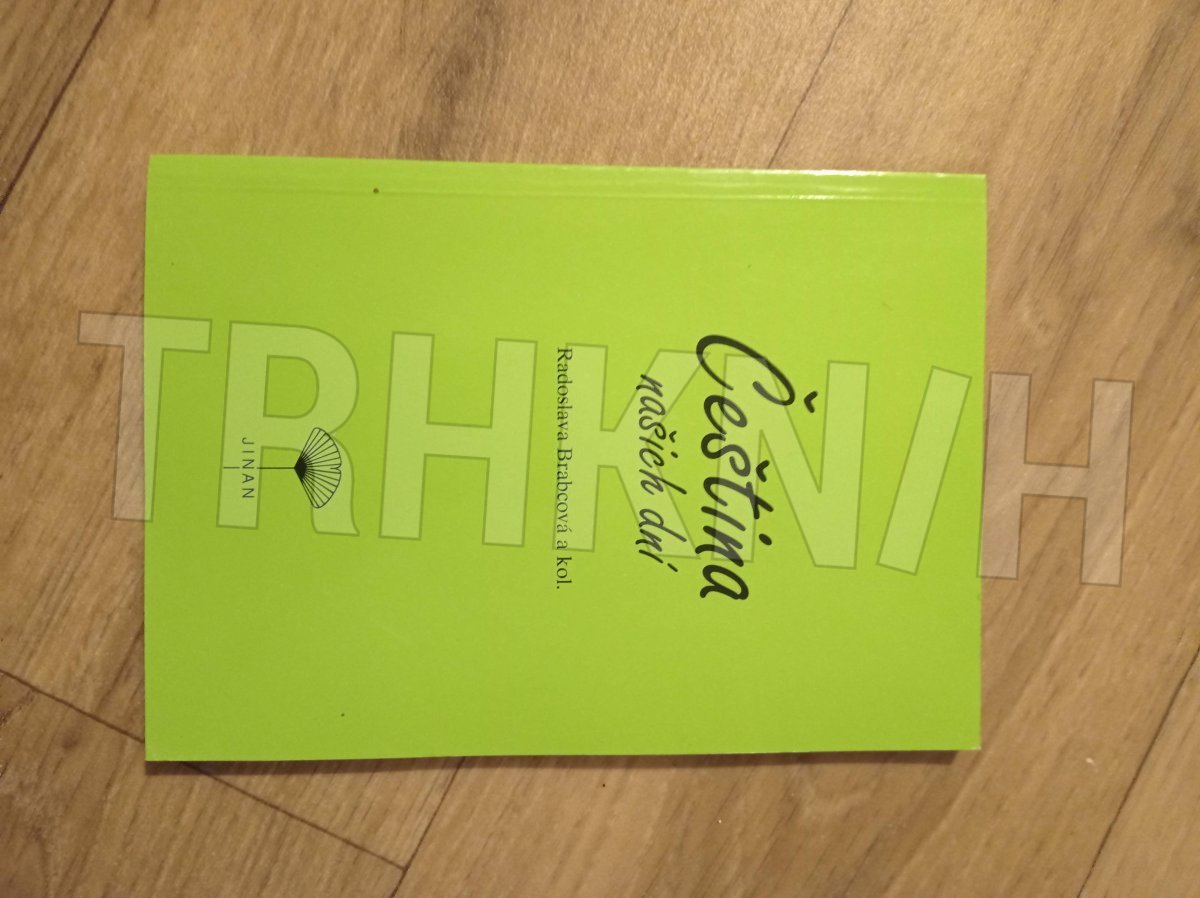 Čeština
našich dní
Radoslava Brabcová a kol.
JINAN
TRHKNIH